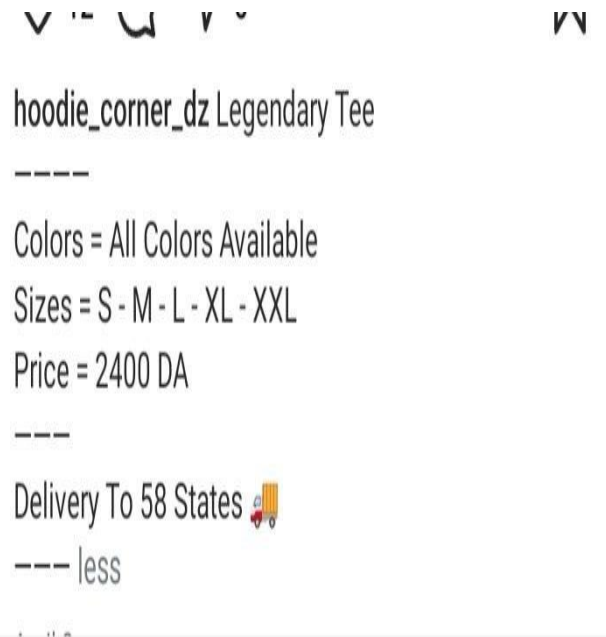 hoodie_corner_dz Legendary Tee
----
Colors = All Colors Available
Sizes = S - M - L - XL - XXL
Price = 2400 DA
---
Delivery To 58 States 🚚
--- less